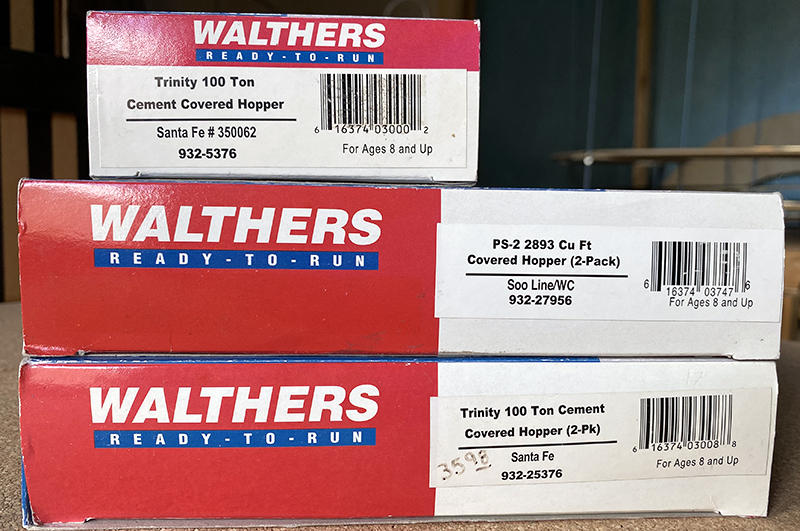 WALTHERS
READY-TO-RUN
Trinity 100 Ton
Cement Covered Hopper
Santa Fe # 350062
932-5376
6 16374 03000 2
For Ages 8 and Up
WALTHERS
READY-TO-RUN
PS-2 2893 Cu Ft
Covered Hopper (2-Pack)
Soo Line/WC
932-27956
6 16374 03747 6
For Ages 8 and Up
WALTHERS
READY-TO-RUN
Trinity 100 Ton Cement
Covered Hopper (2-Pk)
Santa Fe
932-25376
3598
6 16374 03008 8
For Ages 8 and Up